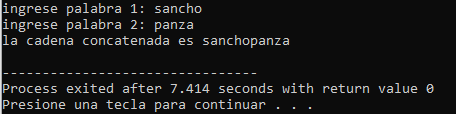 ingrese palabra 1: sancho
ingrese palabra 2: panza
la cadena concatenada es sanchopanza
--------------------------------
Process exited after 7.414 seconds with return value 0
Presione una tecla para continuar . . .